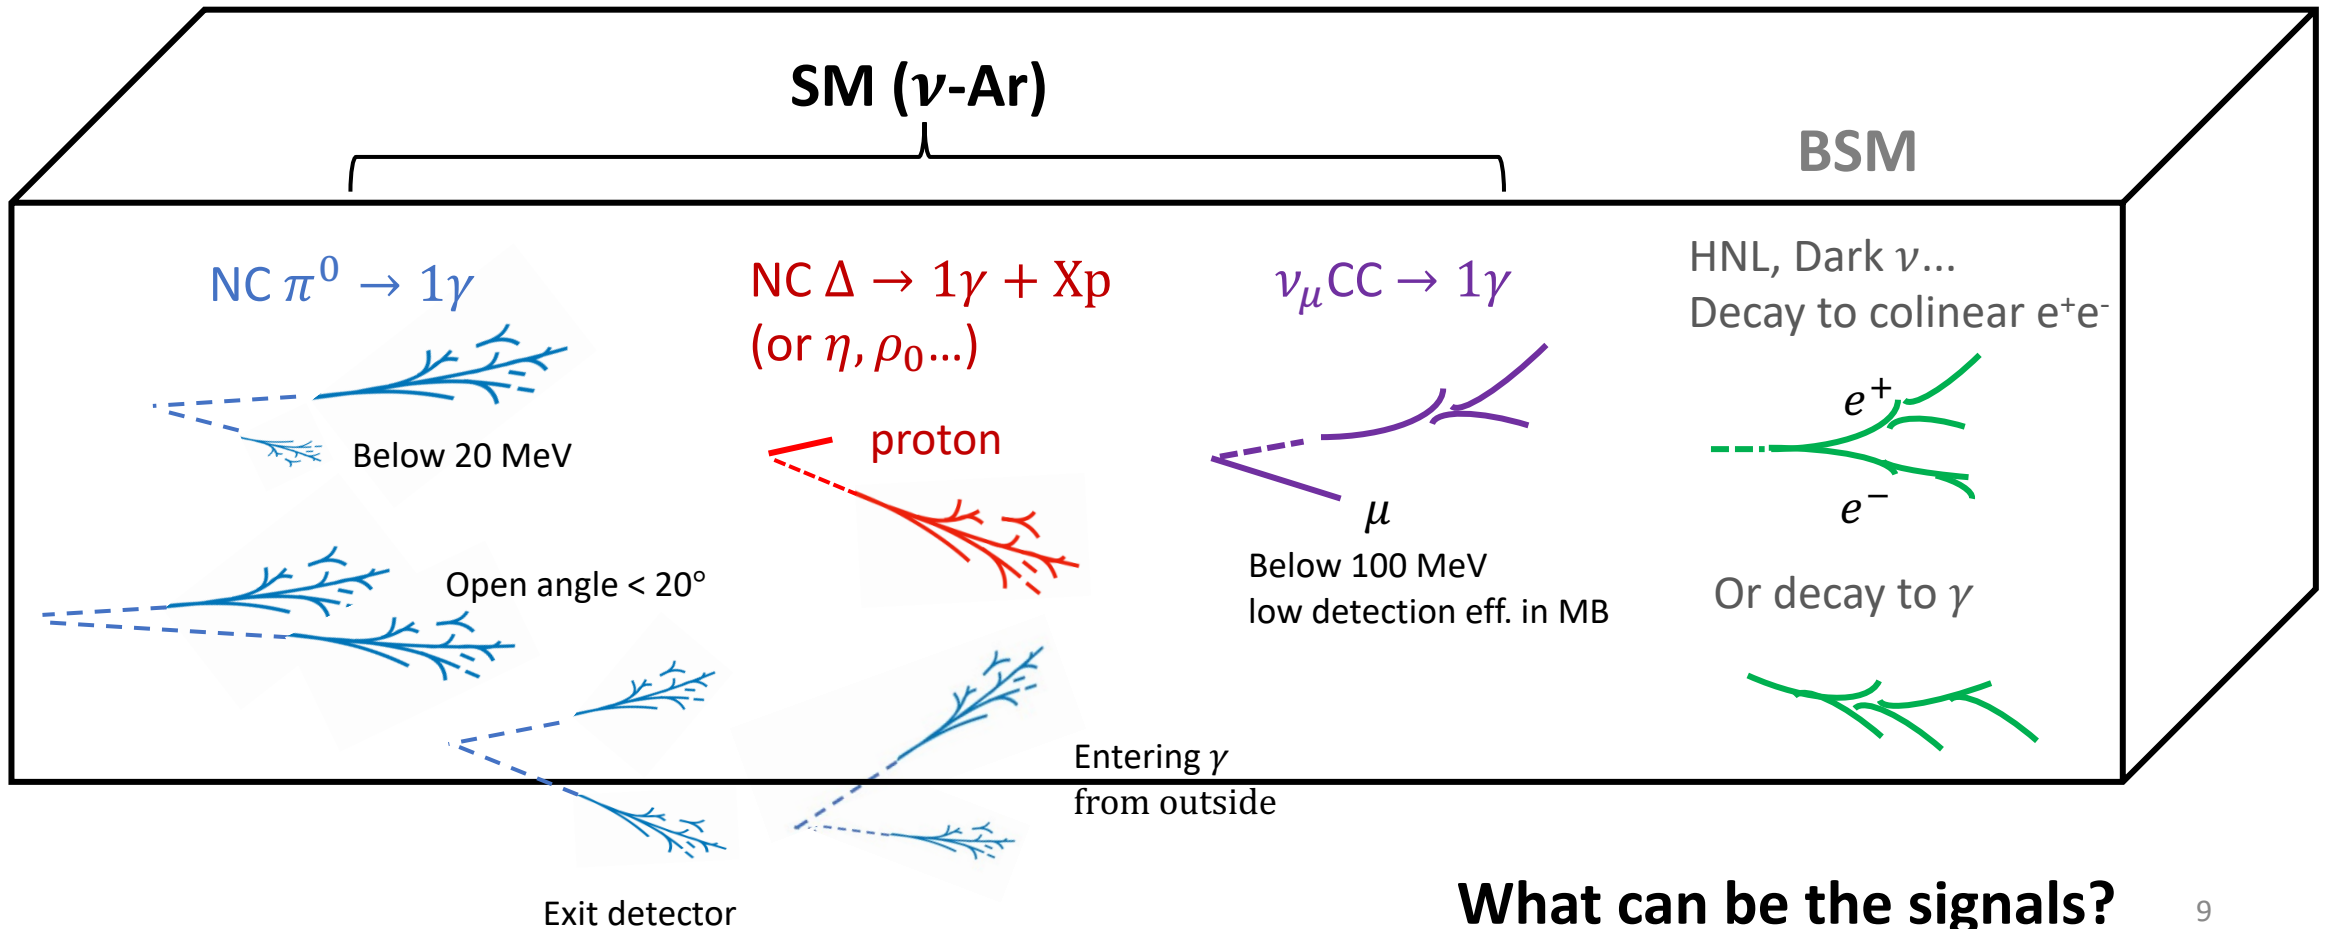 SM (ν-Ar)
BSM
NC π⁰ → 1γ
NC Δ → 1γ + Xp
(or η, ρ₀...)
ν_μCC → 1γ
HNL, Dark ν...
Decay to colinear e⁺e⁻
Below 20 MeV
proton
μ
Below 100 MeV
low detection eff. in MB
e⁺
e⁻
Or decay to γ
Open angle < 20°
Entering γ
from outside
Exit detector
What can be the signals?
9